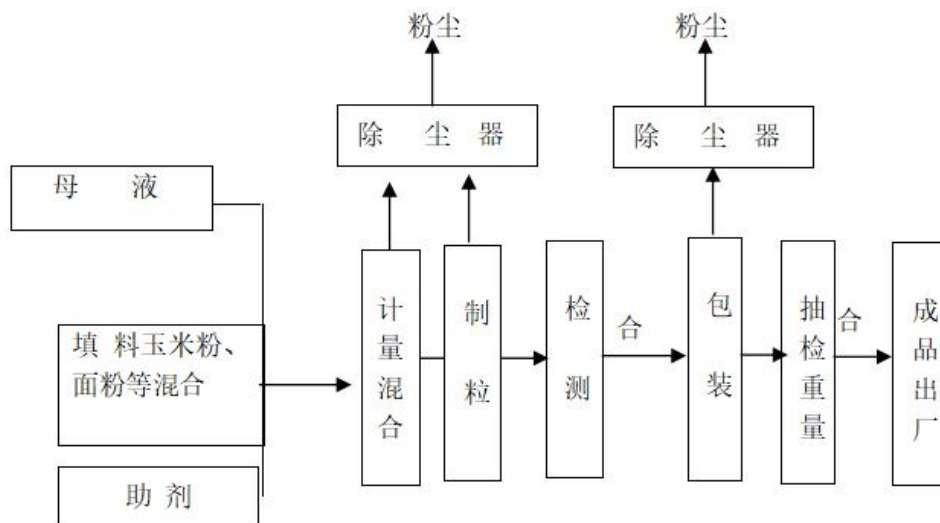 粉尘
粉尘
除 尘 器
除 尘 器
母 液
填 料玉米粉、
面粉等混合
助 剂
计量混合
制粒
检测
合
包装
抽检重量
合
成品出厂